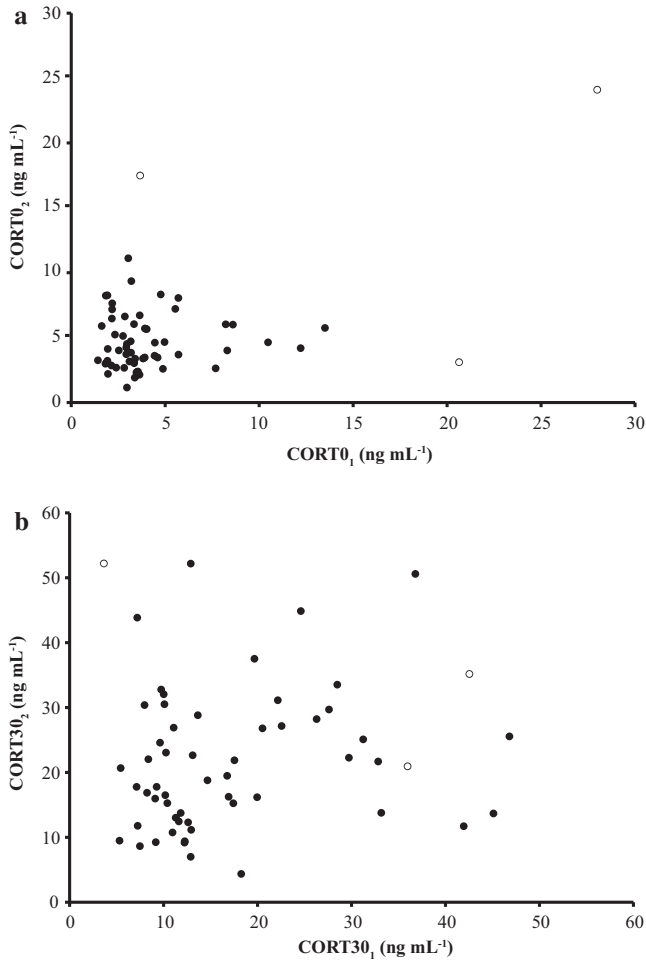 a
30
25
20
15
10
5
0
CORT0₂ (ng mL⁻¹)
0 5 10 15 20 25 30
CORT0₁ (ng mL⁻¹)
b
60
50
40
30
20
10
0
CORT30₂ (ng mL⁻¹)
0 10 20 30 40 50 60
CORT30₁ (ng mL⁻¹)